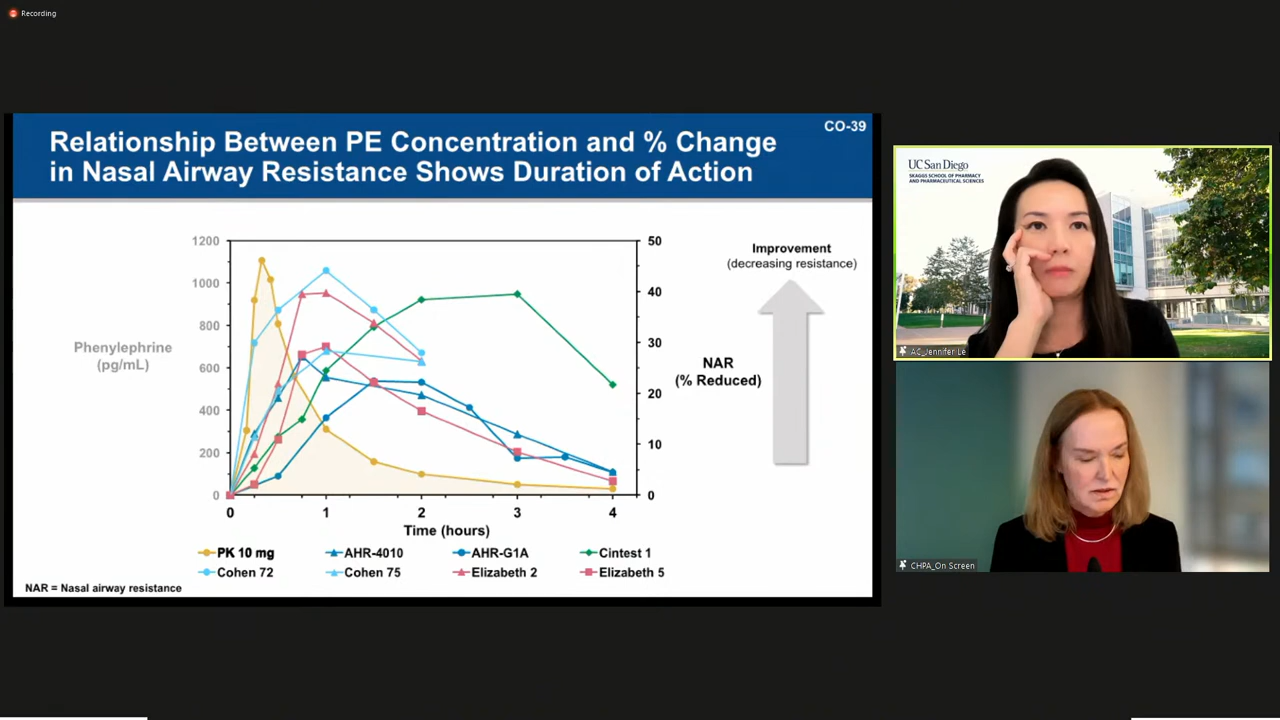 Recording
Relationship Between PE Concentration and % Change
in Nasal Airway Resistance Shows Duration of Action
CO-39
Phenylephrine
(pg/mL)
1200
1000
800
600
400
200
0
50
40
30
20
10
0
0 1 2 3 4
Time (hours)
NAR
(% Reduced)
Improvement
(decreasing resistance)
PK 10 mg AHR-4010 AHR-G1A Cintest 1
Cohen 72 Cohen 75 Elizabeth 2 Elizabeth 5
NAR = Nasal airway resistance
UC San Diego
SKAGGS SCHOOL OF PHARMACY
AND PHARMACEUTICAL SCIENCES
AC_Jennifer Le
CHPA_On Screen